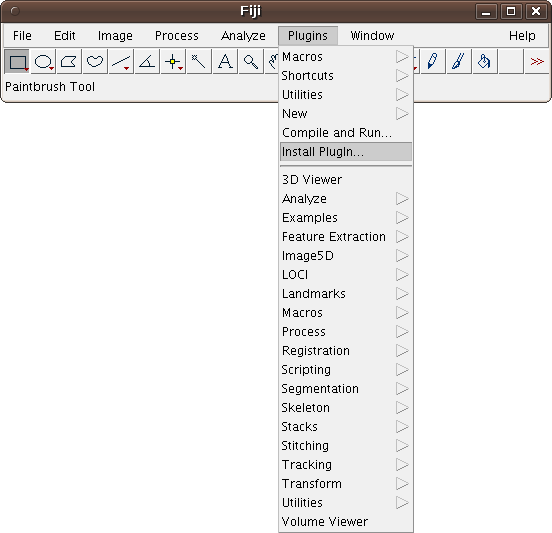 Fiji
File Edit Image Process Analyze Plugins Window Help
A >>
Paintbrush Tool
Macros
Shortcuts
Utilities
New
Compile and Run...
Install PlugIn...
3D Viewer
Analyze
Examples
Feature Extraction
Image5D
LOCI
Landmarks
Macros
Process
Registration
Scripting
Segmentation
Skeleton
Stacks
Stitching
Tracking
Transform
Utilities
Volume Viewer